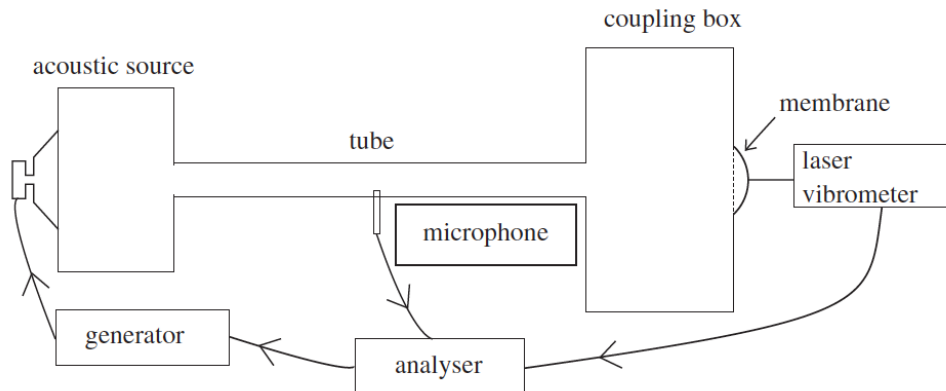 coupling box
acoustic source
membrane
tube
laser
vibrometer
microphone
generator
analyser